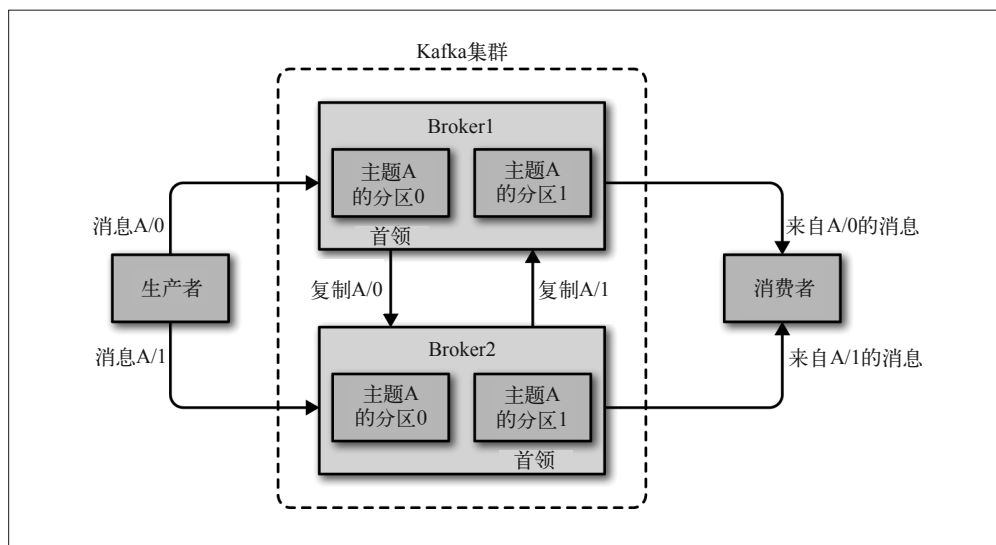 Kafka集群
Broker1
主题A
的分区0
主题A
的分区1
首领
消息A/0
来自A/0的消息
生产者
复制A/0
复制A/1
消费者
消息A/1
来自A/1的消息
Broker2
主题A
的分区0
主题A
的分区1
首领